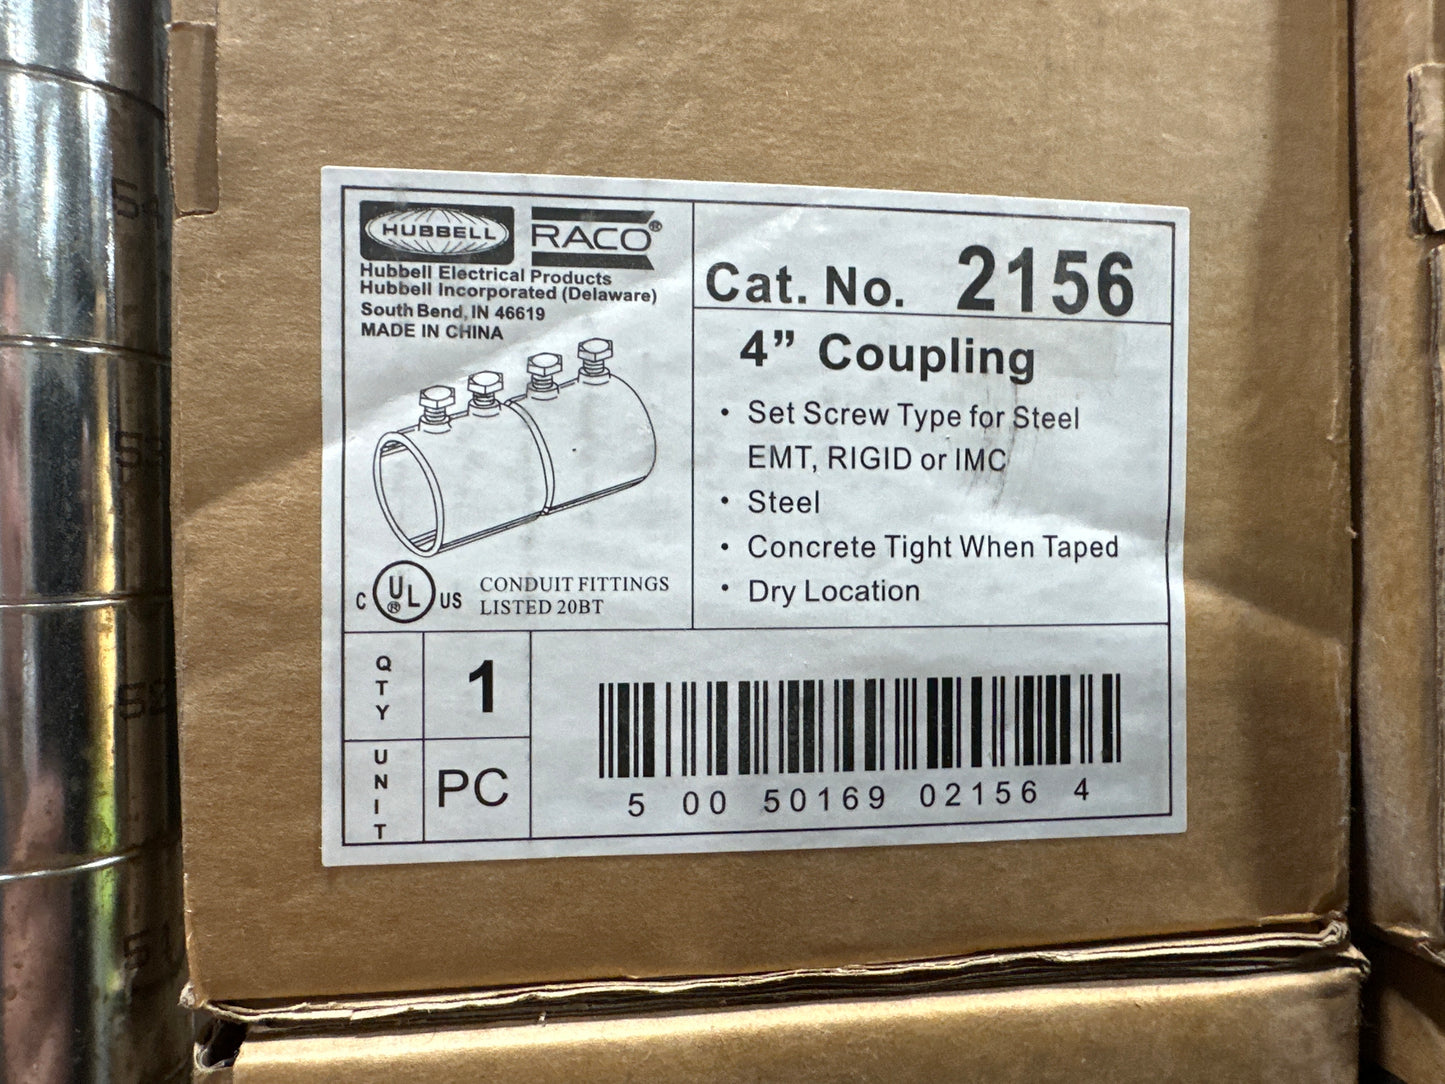 HUBBELL
RACO®
Hubbell Electrical Products
Hubbell Incorporated (Delaware)
South Bend, IN 46619
MADE IN CHINA
C UL® US
CONDUIT FITTINGS
LISTED 20BT
Cat. No. 2156
4” Coupling
• Set Screw Type for Steel
EMT, RIGID or IMC
• Steel
• Concrete Tight When Taped
• Dry Location
QTY
1
UNIT
PC
5 00 50169 02156 4